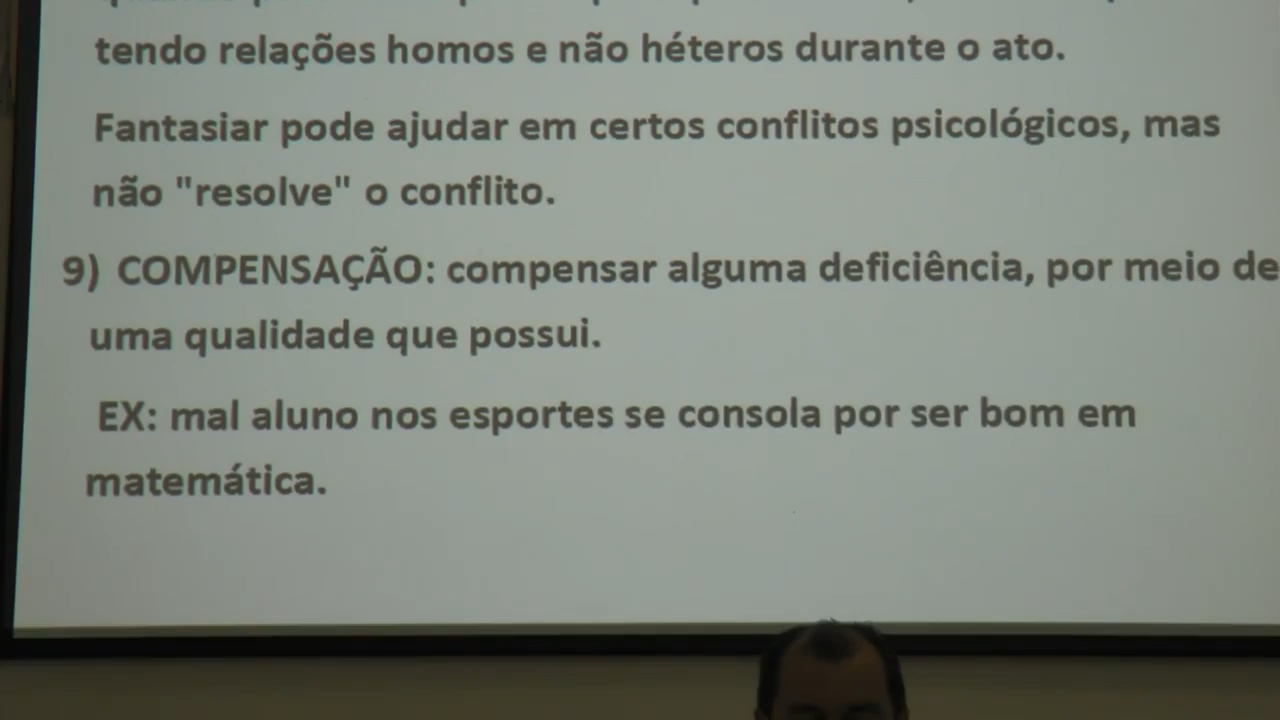 tendo relações homos e não héteros durante o ato.
Fantasiar pode ajudar em certos conflitos psicológicos, mas
não "resolve" o conflito.
9) COMPENSAÇÃO: compensar alguma deficiência, por meio de
uma qualidade que possui.
EX: mal aluno nos esportes se consola por ser bom em
matemática.